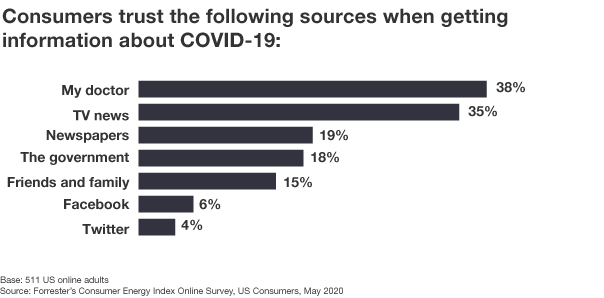 Consumers trust the following sources when getting
information about COVID-19:
My doctor 38%
TV news 35%
Newspapers 19%
The government 18%
Friends and family 15%
Facebook 6%
Twitter 4%
Base: 511 US online adults
Source: Forrester's Consumer Energy Index Online Survey, US Consumers, May 2020